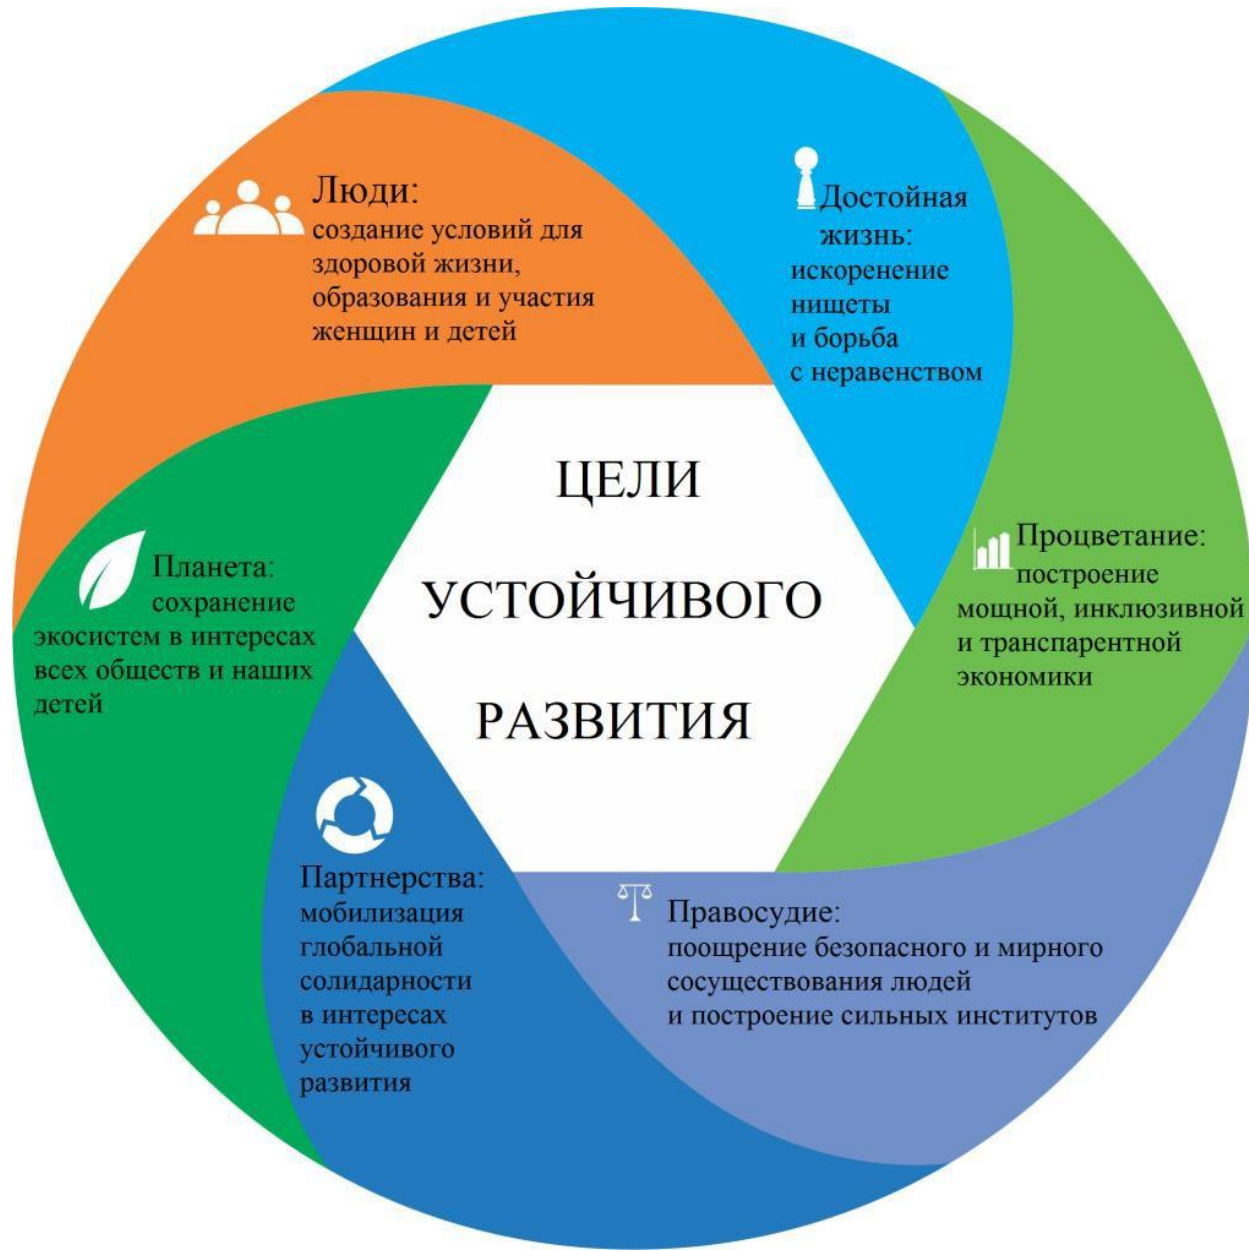 Люди:
создание условий для
здоровой жизни,
образования и участия
женщин и детей
Достойная
жизнь:
искоренение
нищеты
и борьба
с неравенством
ЦЕЛИ
УСТОЙЧИВОГО
РАЗВИТИЯ
Процветание:
построение
мощной, инклюзивной
и транспарентной
экономики
Планета:
сохранение
экосистем в интересах
всех обществ и наших
детей
Партнерства:
мобилизация
глобальной
солидарности
в интересах
устойчивого
развития
Правосудие:
поощрение безопасного и мирного
сосуществования людей
и построение сильных институтов